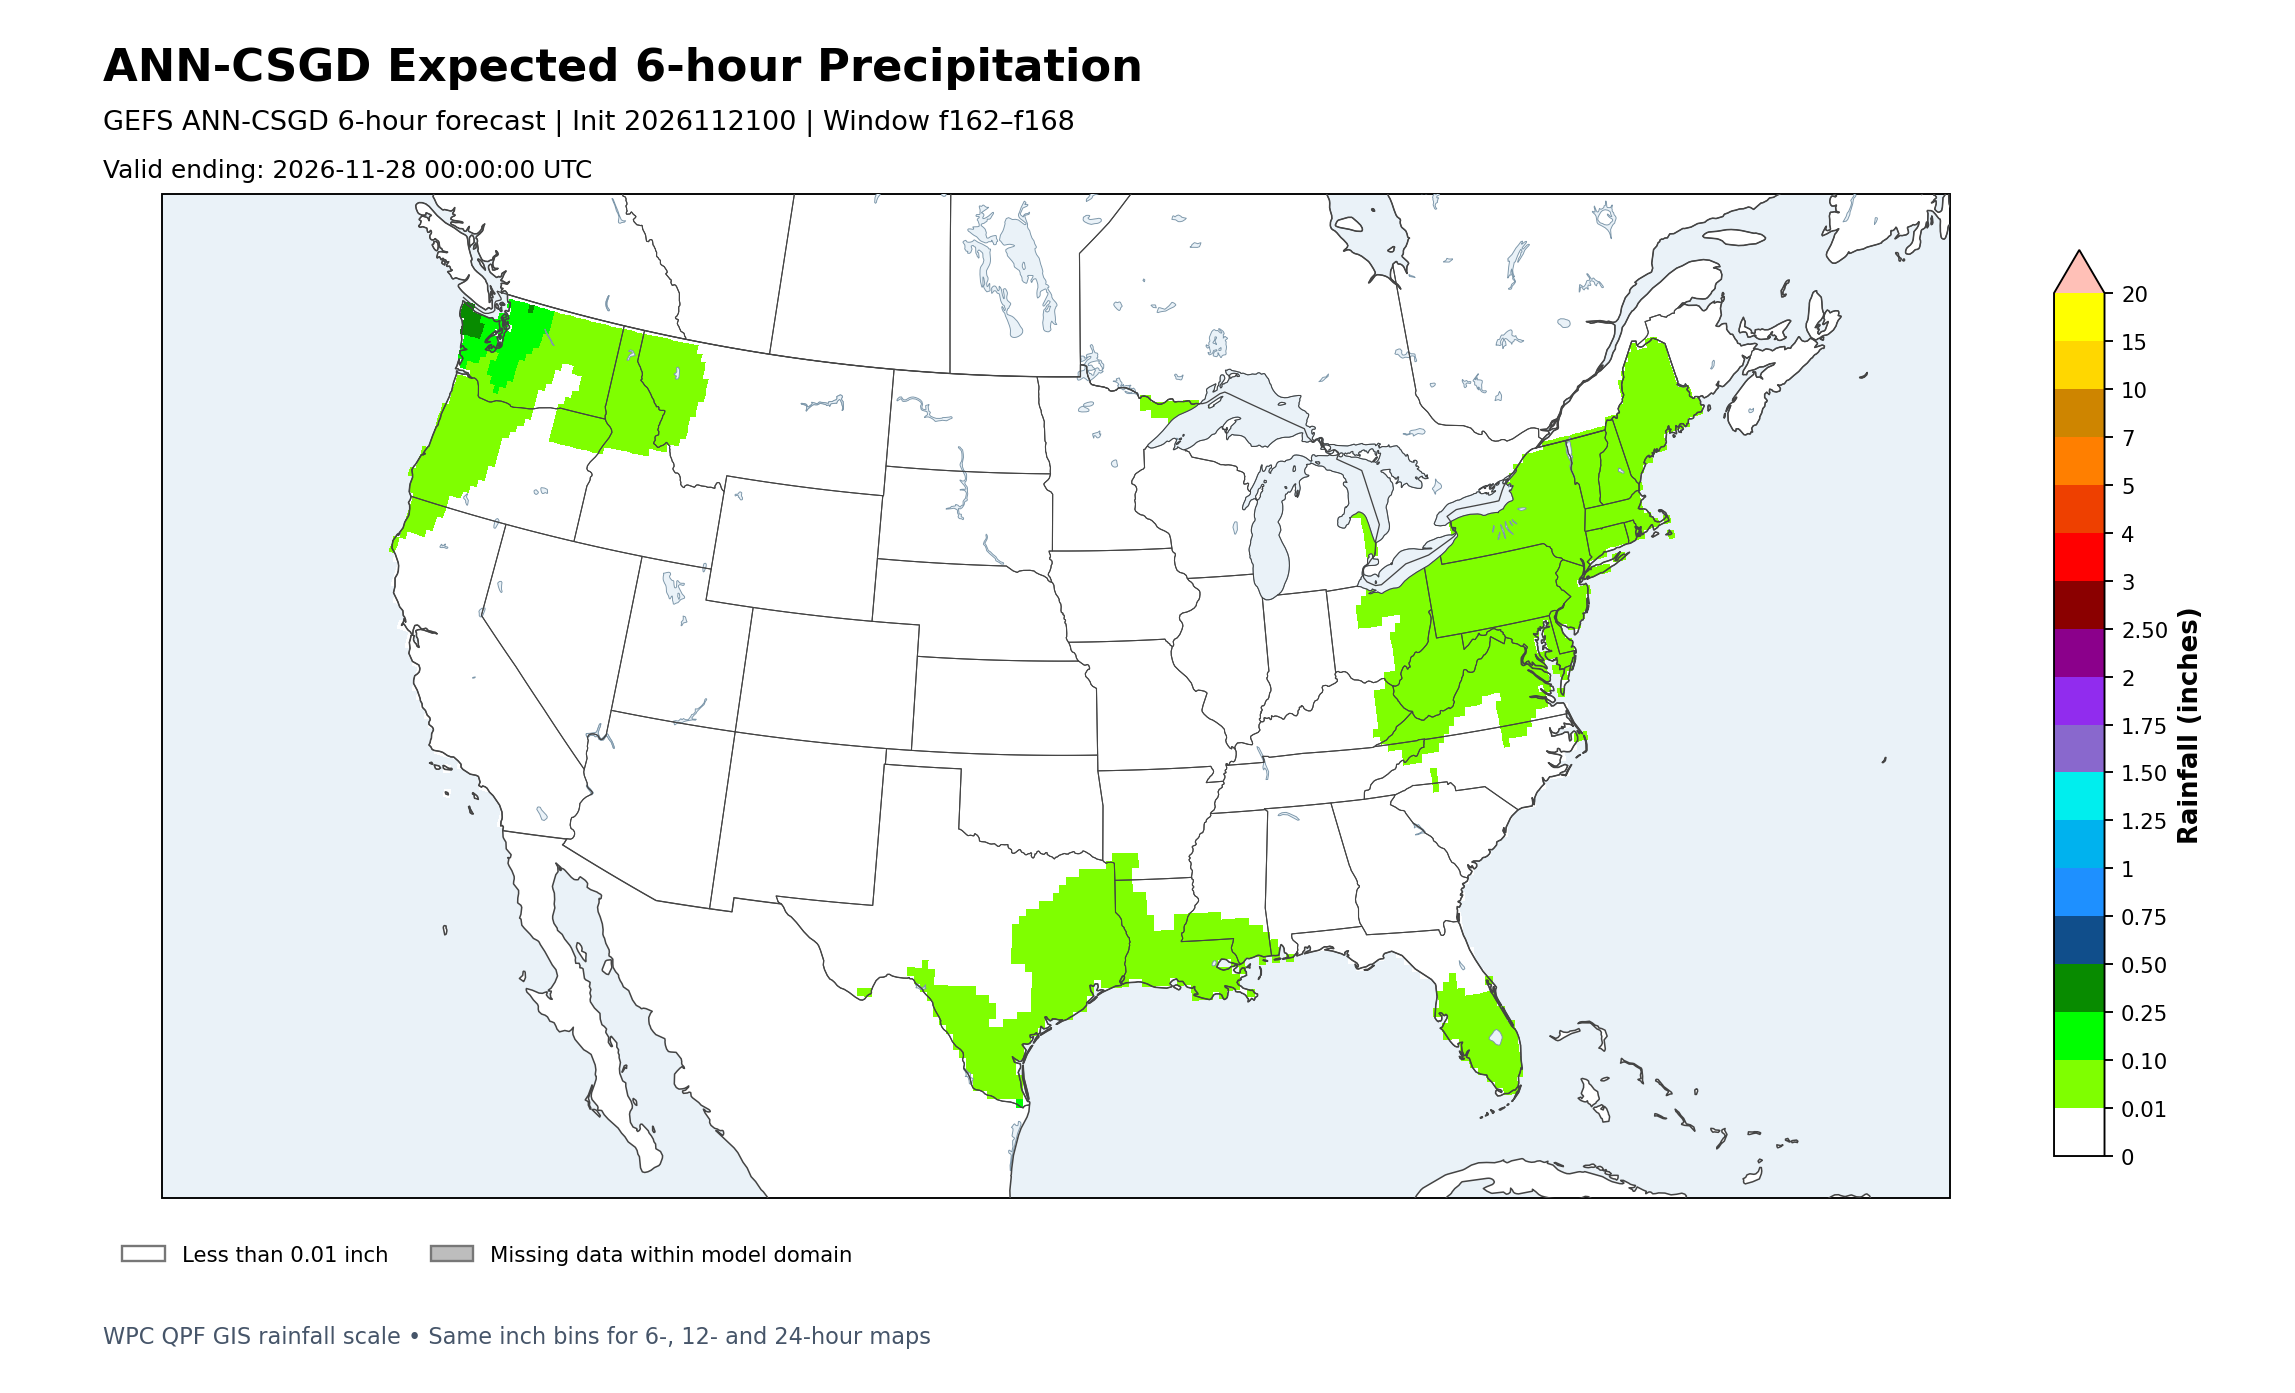 ANN-CSGD Expected 6-hour Precipitation
GEFS ANN-CSGD 6-hour forecast | Init 2026112100 | Window f162–f168
Valid ending: 2026-11-28 00:00:00 UTC
20
15
10
7
5
4
3
2.50
2
1.75
1.50
1.25
1
0.75
0.50
0.25
0.10
0.01
0
Rainfall (inches)
Less than 0.01 inch
Missing data within model domain
WPC QPF GIS rainfall scale • Same inch bins for 6-, 12- and 24-hour maps